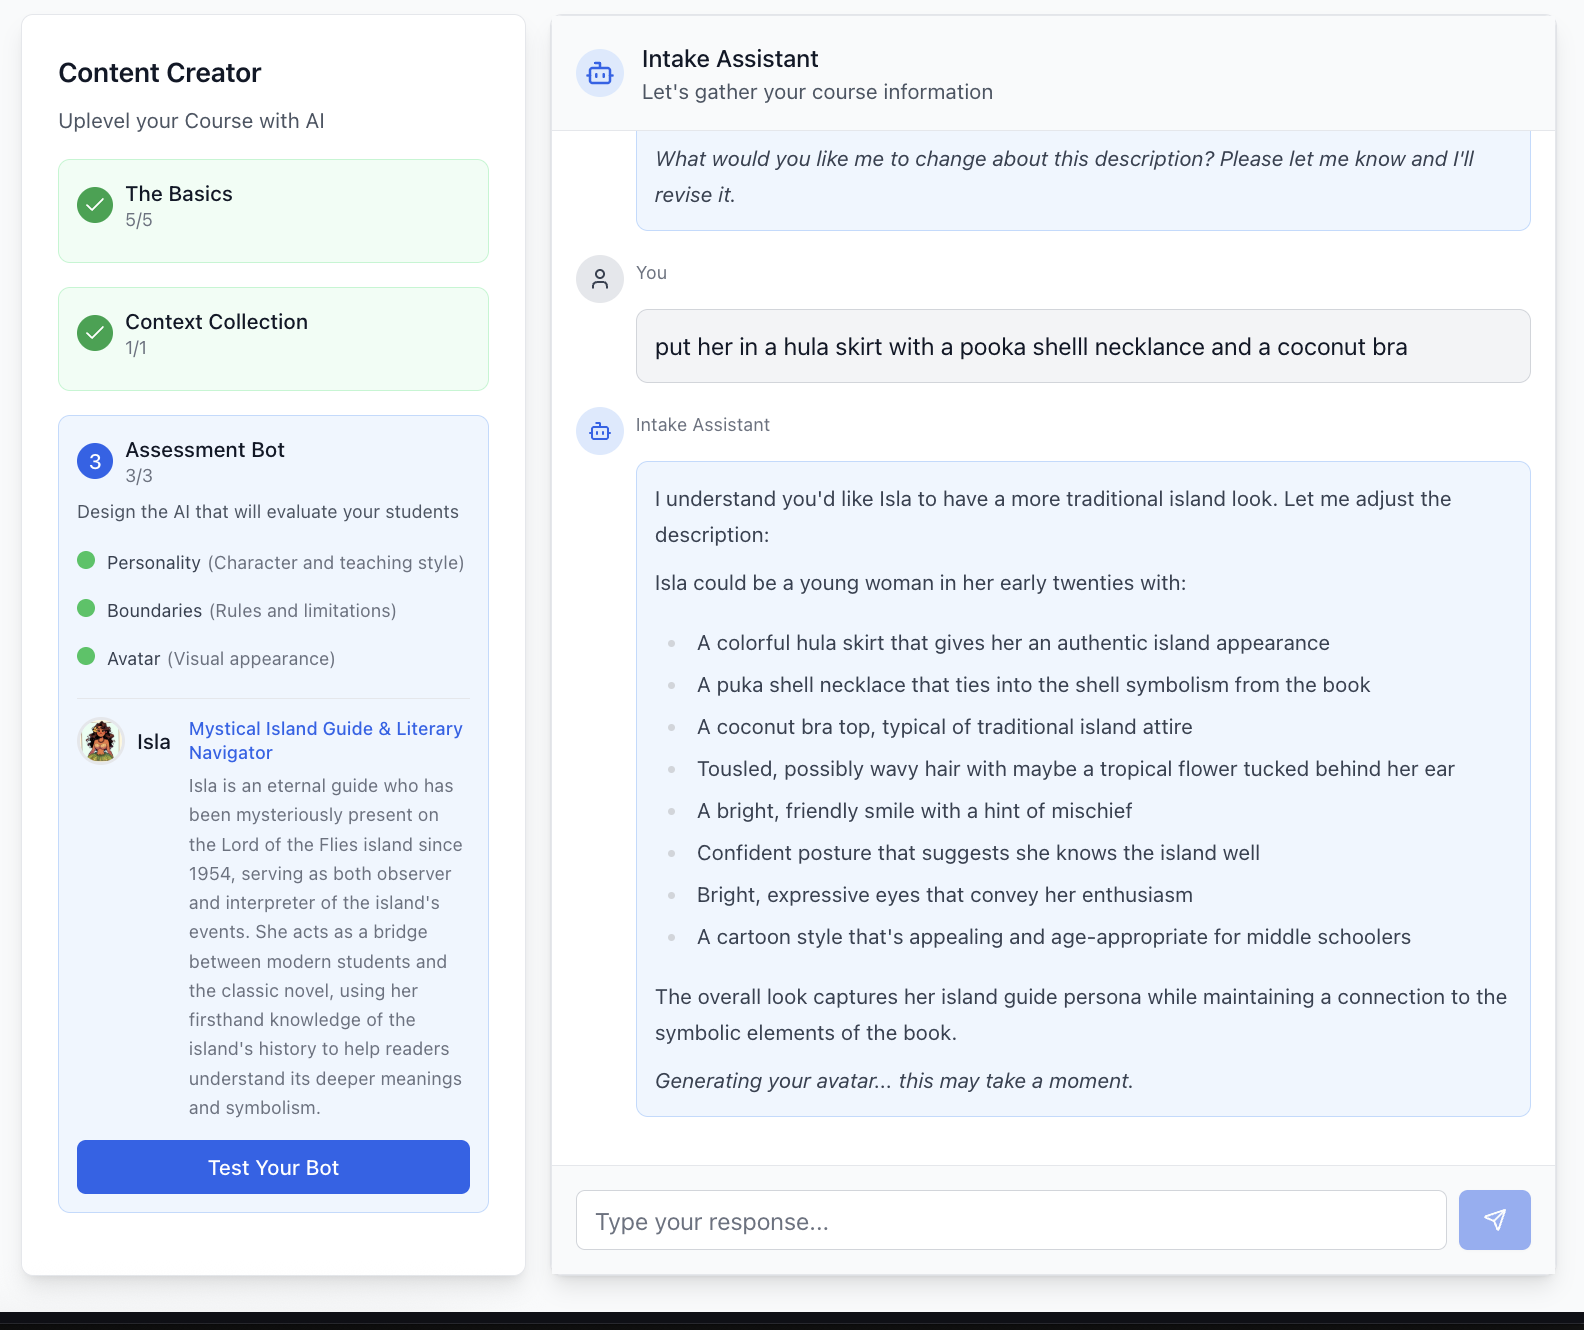 Content Creator
Uplevel your Course with AI
The Basics
5/5
Context Collection
1/1
3
Assessment Bot
3/3
Design the AI that will evaluate your students
Personality (Character and teaching style)
Boundaries (Rules and limitations)
Avatar (Visual appearance)
Isla
Mystical Island Guide & Literary
Navigator
Isla is an eternal guide who has
been mysteriously present on
the Lord of the Flies island since
1954, serving as both observer
and interpreter of the island's
events. She acts as a bridge
between modern students and
the classic novel, using her
firsthand knowledge of the
island's history to help readers
understand its deeper meanings
and symbolism.
Test Your Bot
Intake Assistant
Let's gather your course information
What would you like me to change about this description? Please let me know and I'll
revise it.
You
put her in a hula skirt with a pooka shelll necklance and a coconut bra
Intake Assistant
I understand you'd like Isla to have a more traditional island look. Let me adjust the
description:
Isla could be a young woman in her early twenties with:
A colorful hula skirt that gives her an authentic island appearance
A puka shell necklace that ties into the shell symbolism from the book
A coconut bra top, typical of traditional island attire
Tousled, possibly wavy hair with maybe a tropical flower tucked behind her ear
A bright, friendly smile with a hint of mischief
Confident posture that suggests she knows the island well
Bright, expressive eyes that convey her enthusiasm
A cartoon style that's appealing and age-appropriate for middle schoolers
The overall look captures her island guide persona while maintaining a connection to the
symbolic elements of the book.
Generating your avatar... this may take a moment.
Type your response...